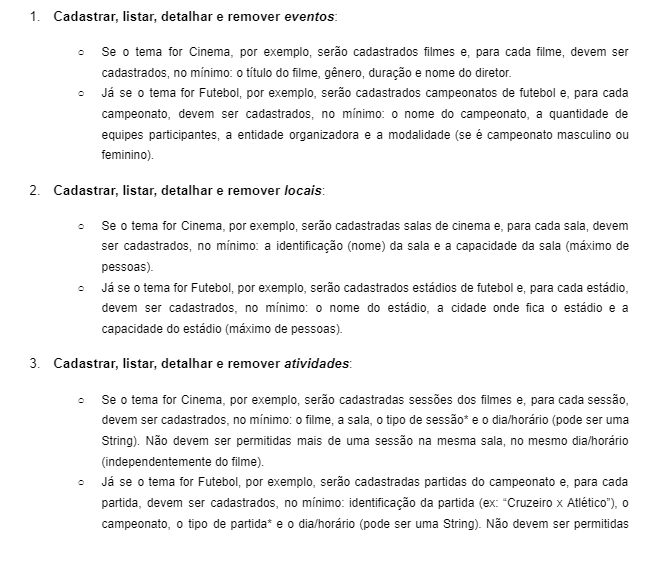 1. Cadastrar, listar, detalhar e remover eventos:
○ Se o tema for Cinema, por exemplo, serão cadastrados filmes e, para cada filme, devem ser
cadastrados, no mínimo: o título do filme, gênero, duração e nome do diretor.
○ Já se o tema for Futebol, por exemplo, serão cadastrados campeonatos de futebol e, para cada
campeonato, devem ser cadastrados, no mínimo: o nome do campeonato, a quantidade de
equipes participantes, a entidade organizadora e a modalidade (se é campeonato masculino ou
feminino).
2. Cadastrar, listar, detalhar e remover locais:
○ Se o tema for Cinema, por exemplo, serão cadastradas salas de cinema e, para cada sala, devem
ser cadastrados, no mínimo: a identificação (nome) da sala e a capacidade da sala (máximo de
pessoas).
○ Já se o tema for Futebol, por exemplo, serão cadastrados estádios de futebol e, para cada estádio,
devem ser cadastrados, no mínimo: o nome do estádio, a cidade onde fica o estádio e a
capacidade do estádio (máximo de pessoas).
3. Cadastrar, listar, detalhar e remover atividades:
○ Se o tema for Cinema, por exemplo, serão cadastradas sessões dos filmes e, para cada sessão,
devem ser cadastrados, no mínimo: o filme, a sala, o tipo de sessão* e o dia/horário (pode ser uma
String). Não devem ser permitidas mais de uma sessão na mesma sala, no mesmo dia/horário
(independentemente do filme).
○ Já se o tema for Futebol, por exemplo, serão cadastradas partidas do campeonato e, para cada
partida, devem ser cadastrados, no mínimo: identificação da partida (ex: “Cruzeiro x Atlético”), o
campeonato, o tipo de partida* e o dia/horário (pode ser uma String). Não devem ser permitidas